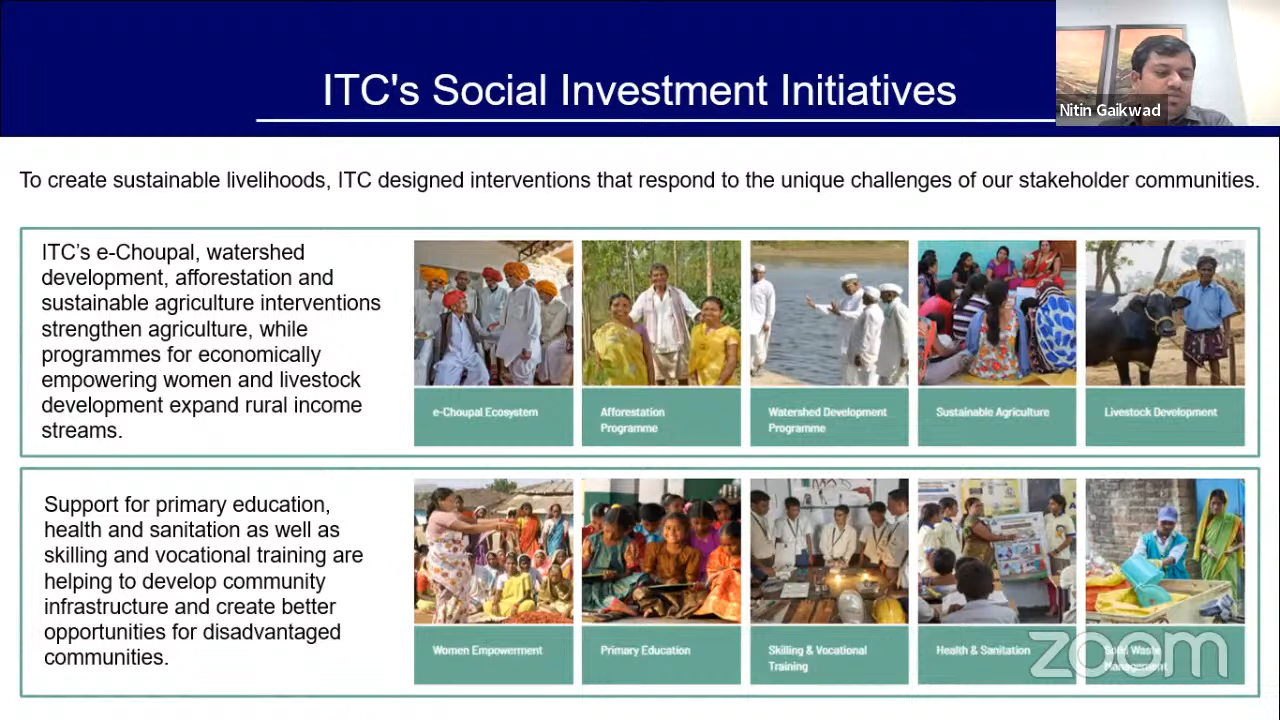 ITC's Social Investment Initiatives
Nitin Gaikwad
To create sustainable livelihoods, ITC designed interventions that respond to the unique challenges of our stakeholder communities.
ITC’s e-Choupal, watershed
development, afforestation and
sustainable agriculture interventions
strengthen agriculture, while
programmes for economically
empowering women and livestock
development expand rural income
streams.
e-Choupal Ecosystem
Afforestation
Programme
Watershed Development
Programme
Sustainable Agriculture
Livestock Development
Support for primary education,
health and sanitation as well as
skilling and vocational training are
helping to develop community
infrastructure and create better
opportunities for disadvantaged
communities.
Women Empowerment
Primary Education
Skilling & Vocational
Training
Health & Sanitation
Solid Waste
Management
zoom